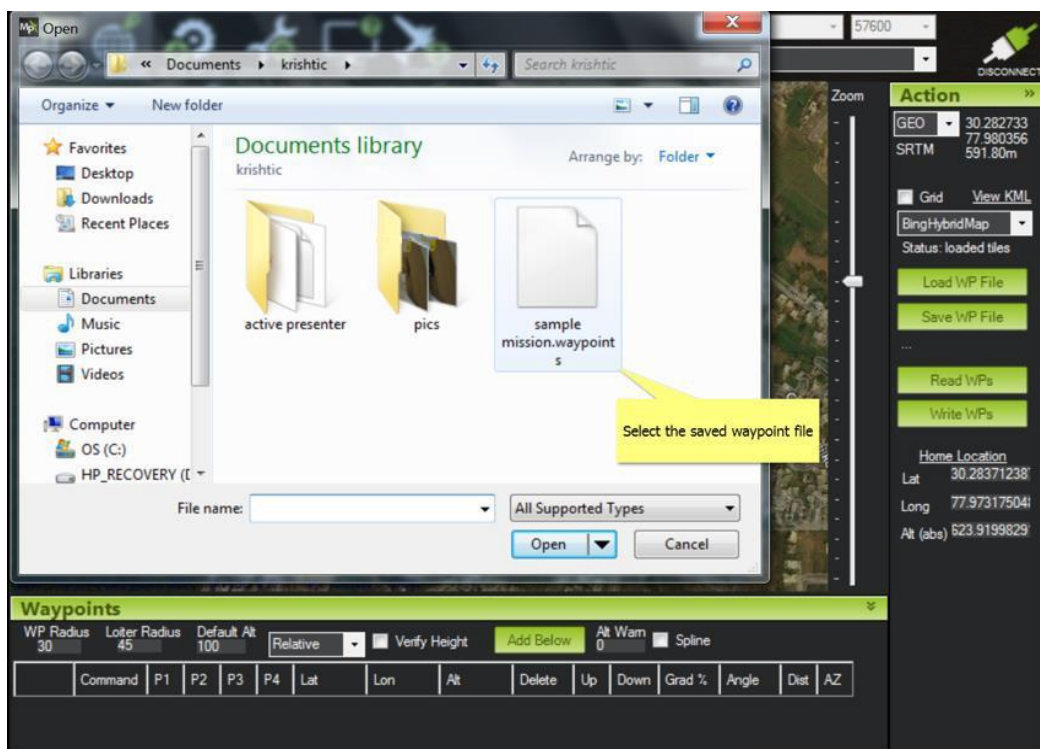 Open
57600
DISCONNECT
« Documents krishtic
Search krishtic
Organize New folder
Favorites
Desktop
Downloads
Recent Places
Libraries
Documents
Music
Pictures
Videos
Computer
OS (C:)
HP_RECOVERY (D
Documents library
krishtic
Arrange by: Folder
active presenter
pics
sample
mission.waypoint
s
Select the saved waypoint file
File name:
All Supported Types
Open
Cancel
Zoom
Action »
GEO 30.282733
77.980356
SRTM 591.80m
Grid View KML
BingHybridMap
Status: loaded tiles
Load WP File
Save WP File
...
Read WPs
Write WPs
Home Location
Lat 30.28371238
Long 77.97317504
Alt (abs) 623.9199829
Waypoints
WP Radius Loiter Radius Default Alt Alt Warn
30 45 100 Relative Verify Height Add Below 0 Spline
Command P1 P2 P3 P4 Lat Lon Alt Delete Up Down Grad % Angle Dist AZ